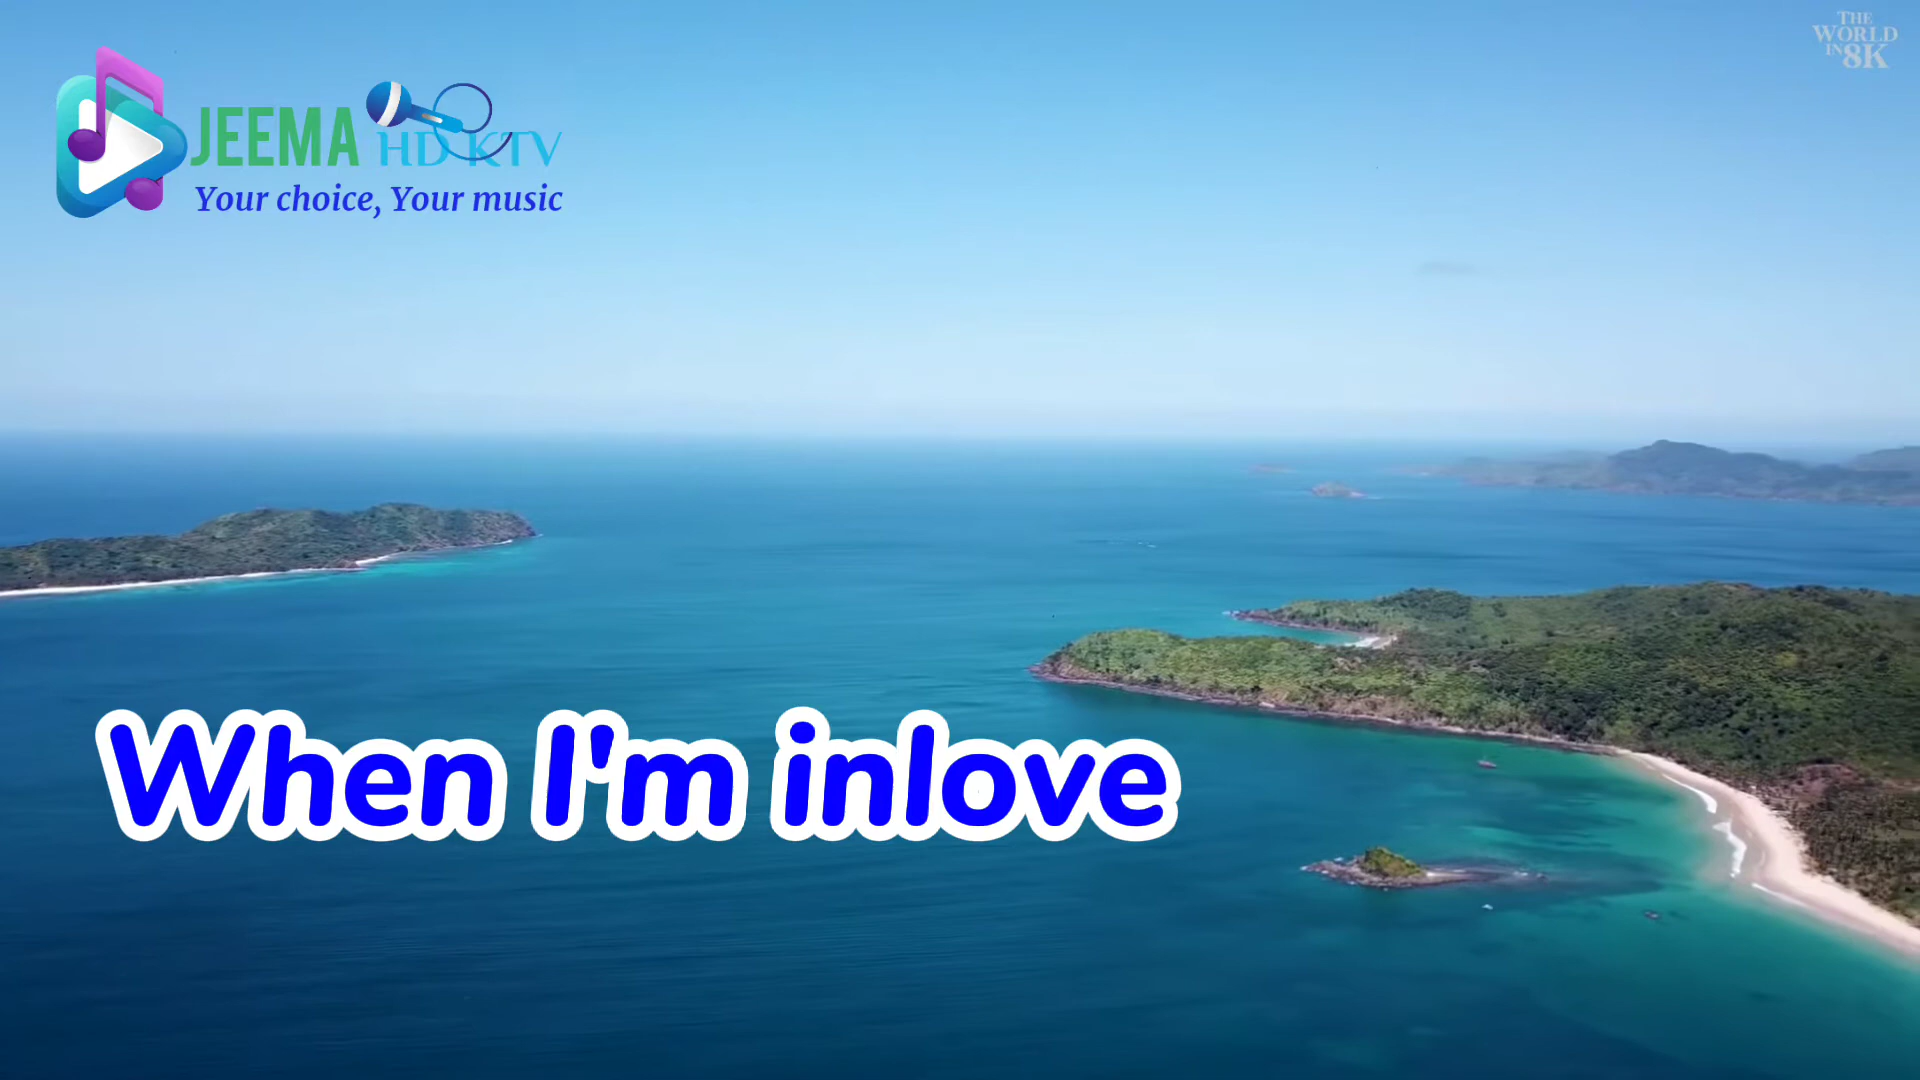 THE
WORLD
IN 8K
JEEMA HD KTV
Your choice, Your music
When I'm inlove